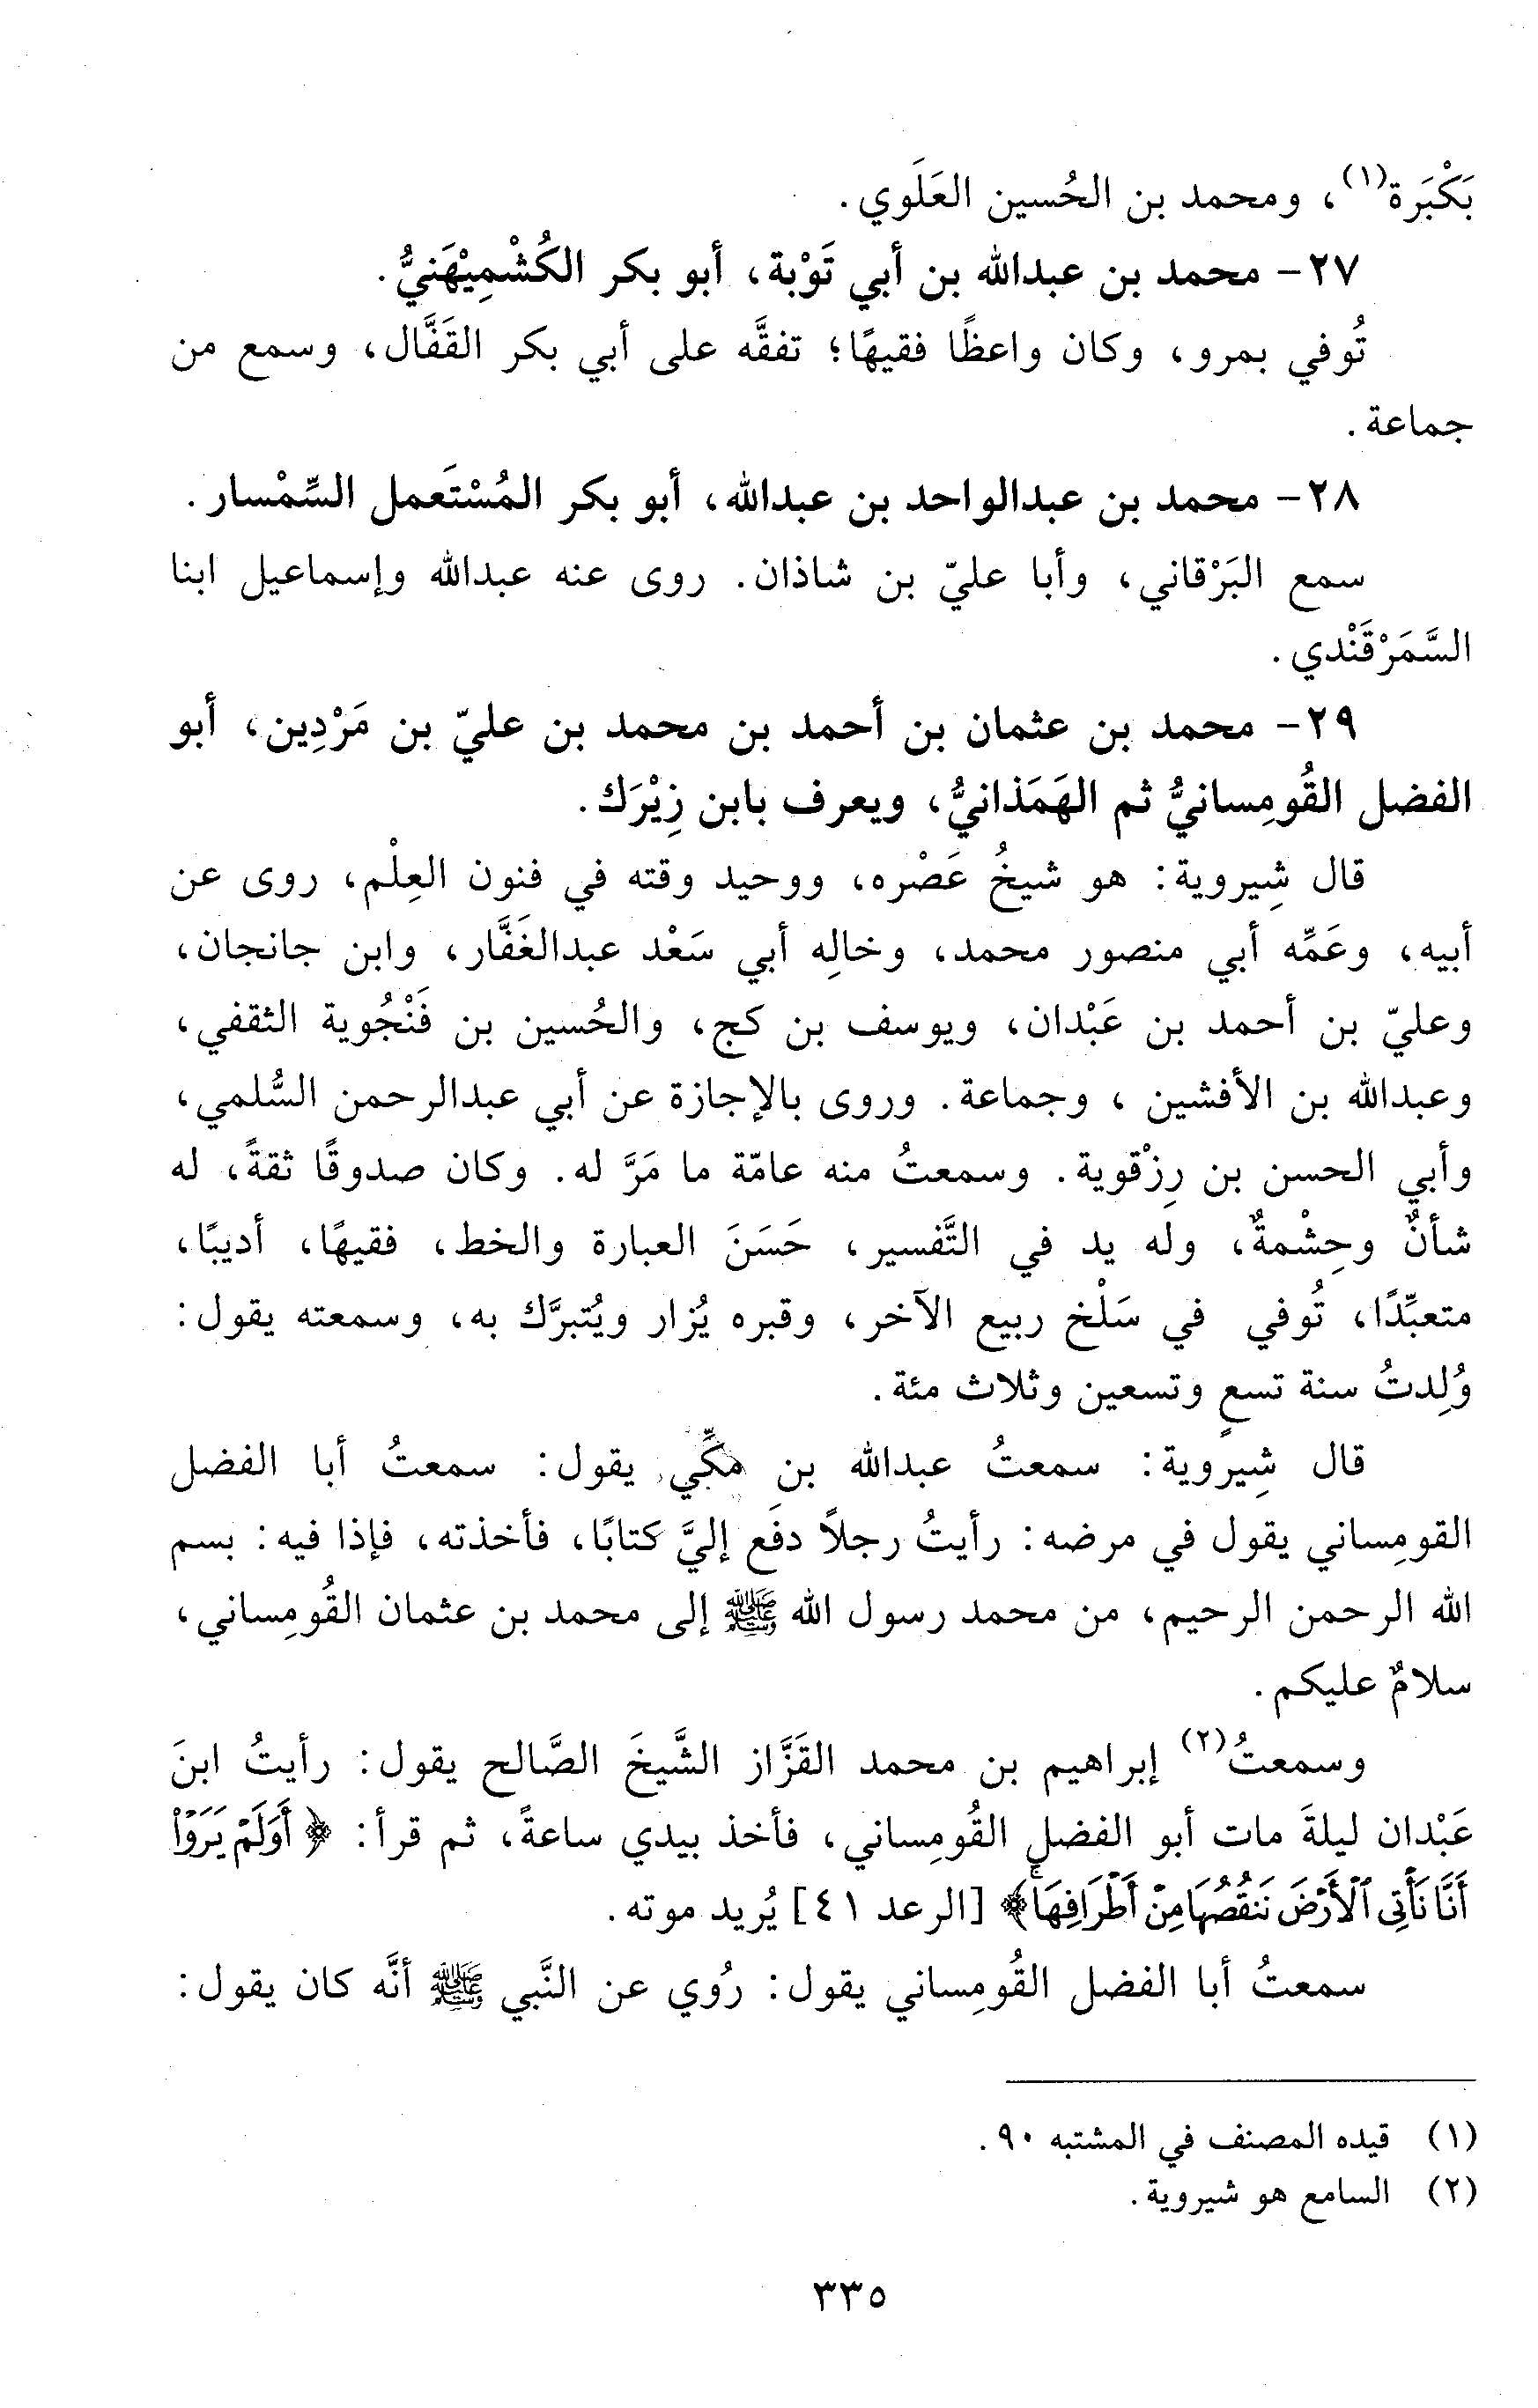 بَكْبَرة(١)، ومحمد بن الحُسين العَلَوي.
٢٧- محمد بن عبدالله بن أبي تَوْبة، أبو بكر الكُشْمِيْهَنيُّ.
تُوفي بمرو، وكان واعظًا فقيهًا؛ تفقَّه على أبي بكر القَفَّال، وسمع من
جماعة.
٢٨- محمد بن عبدالواحد بن عبدالله، أبو بكر المُسْتَعمل السِّمْسار.
سمع البَرْقاني، وأبا عليّ بن شاذان. روى عنه عبدالله وإسماعيل ابنا
السَّمَرْقَنْدي.
٢٩- محمد بن عثمان بن أحمد بن محمد بن عليّ بن مَرْدِين، أبو
الفضل القُومِسانيُّ ثم الهَمَذانيُّ، ويعرف بابن زِيْرَك.
قال شِيروية: هو شيخُ عَصْره، ووحيد وقته في فنون العِلْم، روى عن
أبيه، وعَمِّه أبي منصور محمد، وخالِه أبي سَعْد عبدالغَفَّار، وابن جانجان،
وعليّ بن أحمد بن عَبْدان، ويوسف بن كج، والحُسين بن فَنْجُوية الثقفي،
وعبدالله بن الأفشين ، وجماعة. وروى بالإجازة عن أبي عبدالرحمن السُّلمي،
وأبي الحسن بن رِزْقوية. وسمعتُ منه عامّة ما مَرَّ له. وكان صدوقًا ثقةً، له
شأنٌ وحِشْمةٌ، وله يد في التَّفسير، حَسَنَ العبارة والخط، فقيهًا، أديبًا،
متعبِّدًا، تُوفي في سَلْخ ربيع الآخر، وقبره يُزار ويُتبرَّك به، وسمعته يقول:
وُلِدتُ سنة تسعٍ وتسعين وثلاث مئة.
قال شِيروية: سمعتُ عبدالله بن مكِّي يقول: سمعتُ أبا الفضل
القومِساني يقول في مرضه: رأيتُ رجلاً دفَع إليَّ كتابًا، فأخذته، فإذا فيه: بسم
الله الرحمن الرحيم، من محمد رسول الله ﷺ إلى محمد بن عثمان القُومِساني،
سلامٌ عليكم.
وسمعتُ(٢) إبراهيم بن محمد القَزَّاز الشَّيخَ الصَّالح يقول: رأيتُ ابنَ
عَبْدان ليلةَ مات أبو الفضل القُومِساني، فأخذ بيدي ساعةً، ثم قرأ: ﴿أَوَلَمْ يَرَوْا۟
أَنَّا نَأْتِى ٱلْأَرْضَ نَنقُصُهَا مِنْ أَطْرَافِهَا ۚ﴾ [الرعد ٤١] يُريد موته.
سمعتُ أبا الفضل القُومِساني يقول: رُوي عن النَّبي ﷺ أنَّه كان يقول:
(١) قيده المصنف في المشتبه ٩٠.
(٢) السامع هو شيروية.
٣٣٥